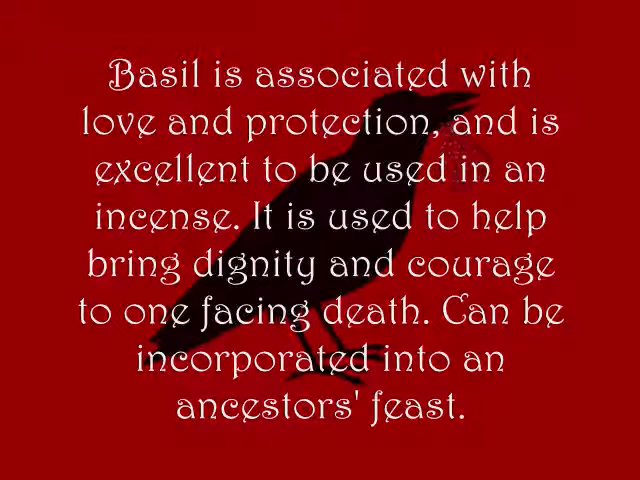 Basil is associated with
love and protection, and is
excellent to be used in an
incense. It is used to help
bring dignity and courage
to one facing death. Can be
incorporated into an
ancestors' feast.